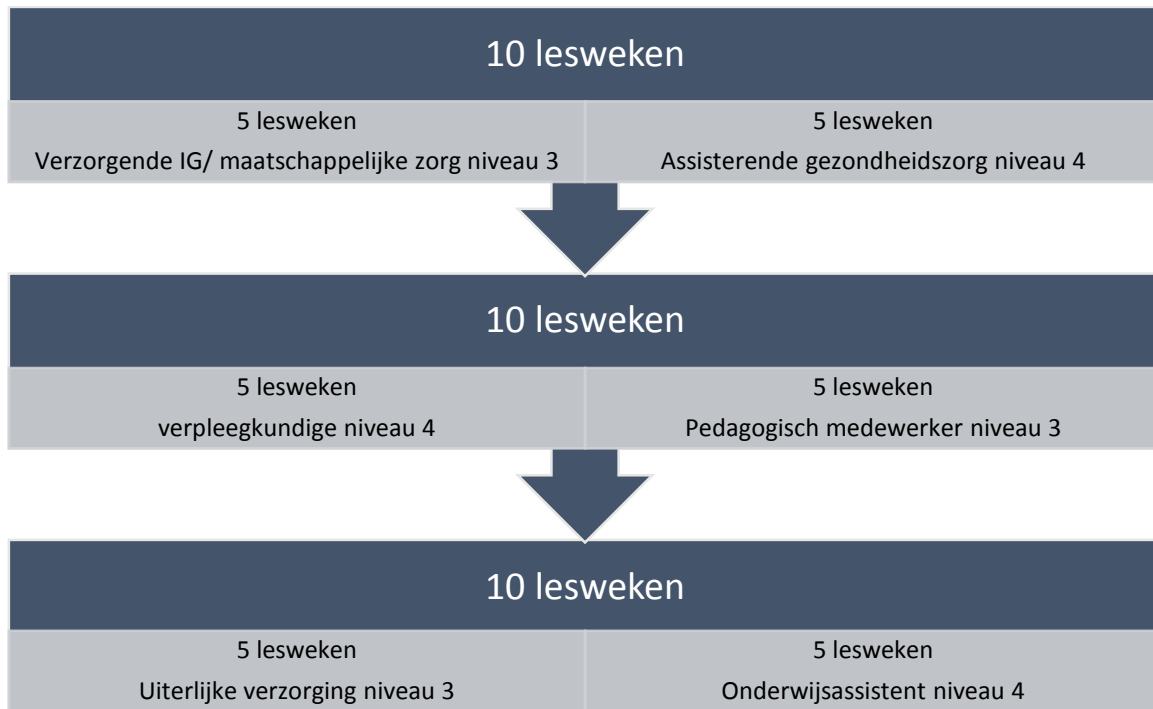 10 lesweken
5 lesweken
Verzorgende IG/ maatschappelijke zorg niveau 3
5 lesweken
Assisterende gezondheidszorg niveau 4
10 lesweken
5 lesweken
verpleegkundige niveau 4
5 lesweken
Pedagogisch medewerker niveau 3
10 lesweken
5 lesweken
Uiterlijke verzorging niveau 3
5 lesweken
Onderwijsassistent niveau 4